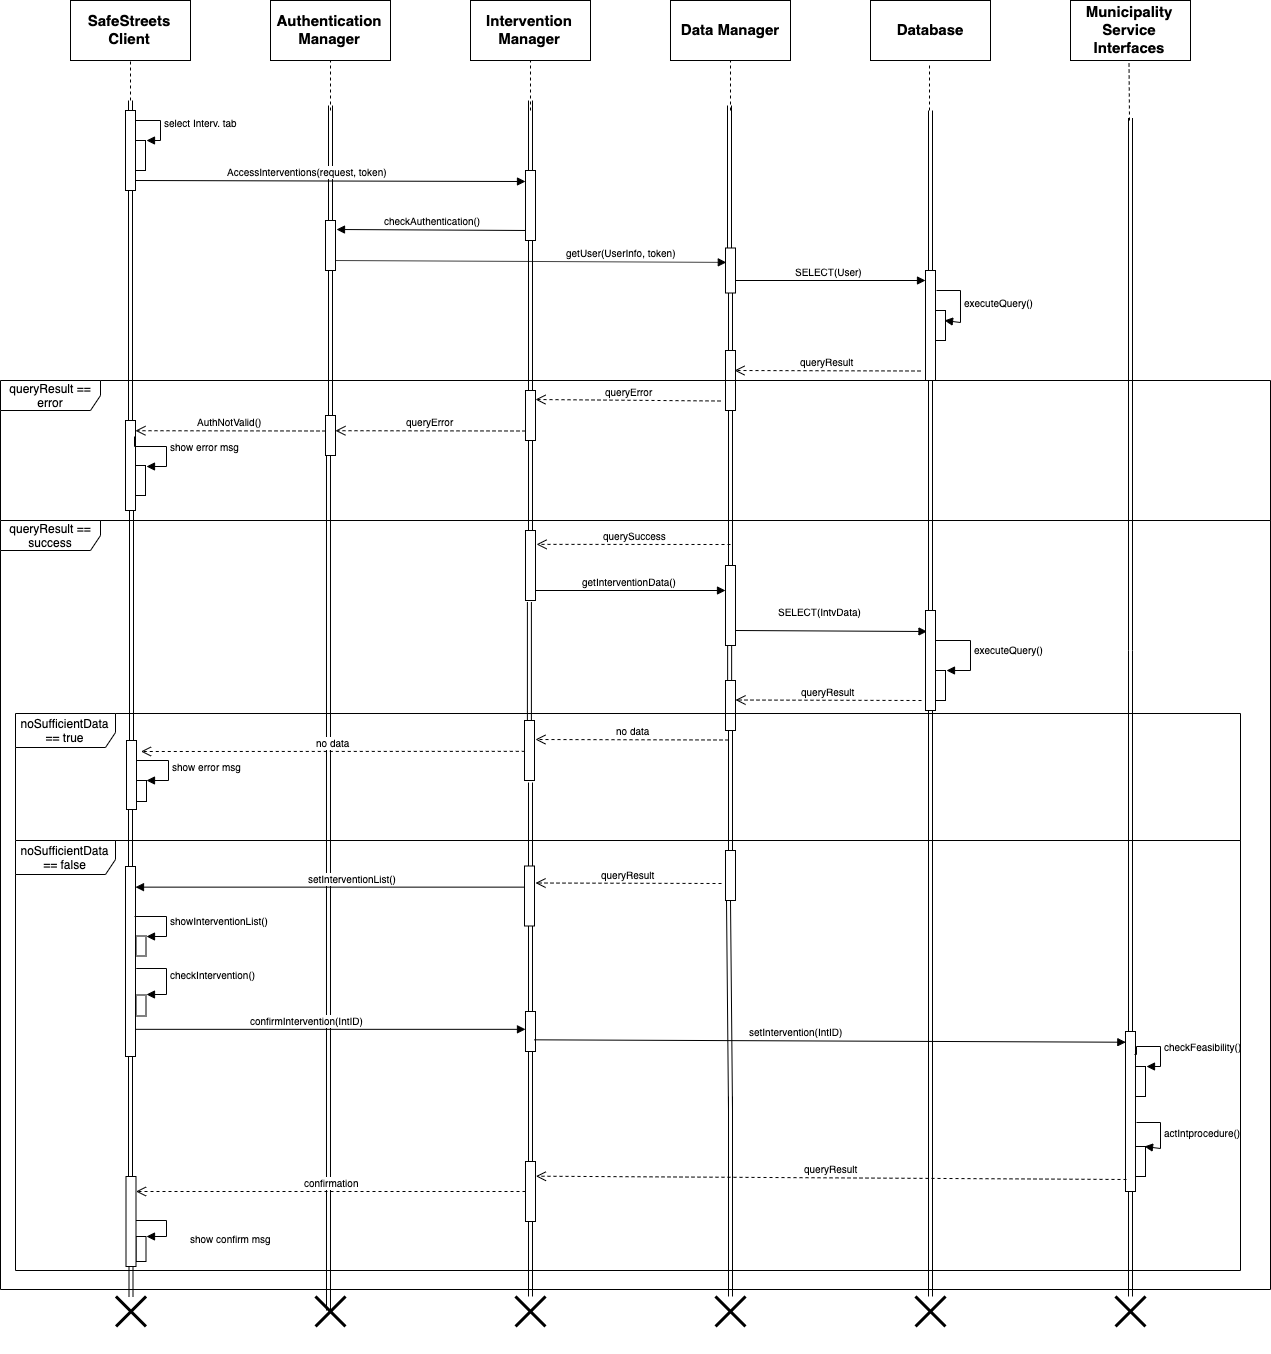 SafeStreets
Client
Authentication
Manager
Intervention
Manager
Data Manager
Database
Municipality
Service
Interfaces
select Interv. tab
AccessInterventions(request, token)
checkAuthentication()
getUser(UserInfo, token)
SELECT(User)
executeQuery()
queryResult
queryResult ==
error
queryError
AuthNotValid()
queryError
show error msg
queryResult ==
success
querySuccess
getInterventionData()
SELECT(IntvData)
executeQuery()
queryResult
noSufficientData
== true
no data
no data
show error msg
noSufficientData
== false
setInterventionList()
queryResult
showInterventionList()
checkIntervention()
confirmIntervention(IntID)
setIntervention(IntID)
checkFeasibility()
actIntprocedure()
queryResult
confirmation
show confirm msg